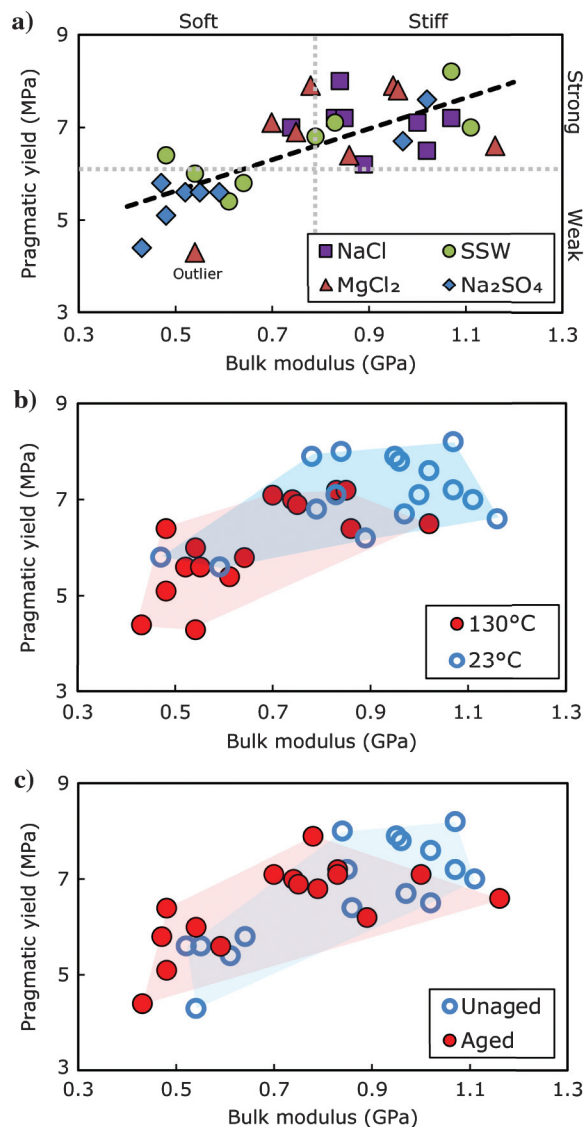 a)
Soft
Stiff
9
7
5
3
Pragmatic yield (MPa)
Strong
Weak
Outlier
NaCl
SSW
MgCl₂
Na₂SO₄
0.3
0.5
0.7
0.9
1.1
1.3
Bulk modulus (GPa)
b)
9
7
5
3
Pragmatic yield (MPa)
130°C
23°C
0.3
0.5
0.7
0.9
1.1
1.3
Bulk modulus (GPa)
c)
9
7
5
3
Pragmatic yield (MPa)
Unaged
Aged
0.3
0.5
0.7
0.9
1.1
1.3
Bulk modulus (GPa)